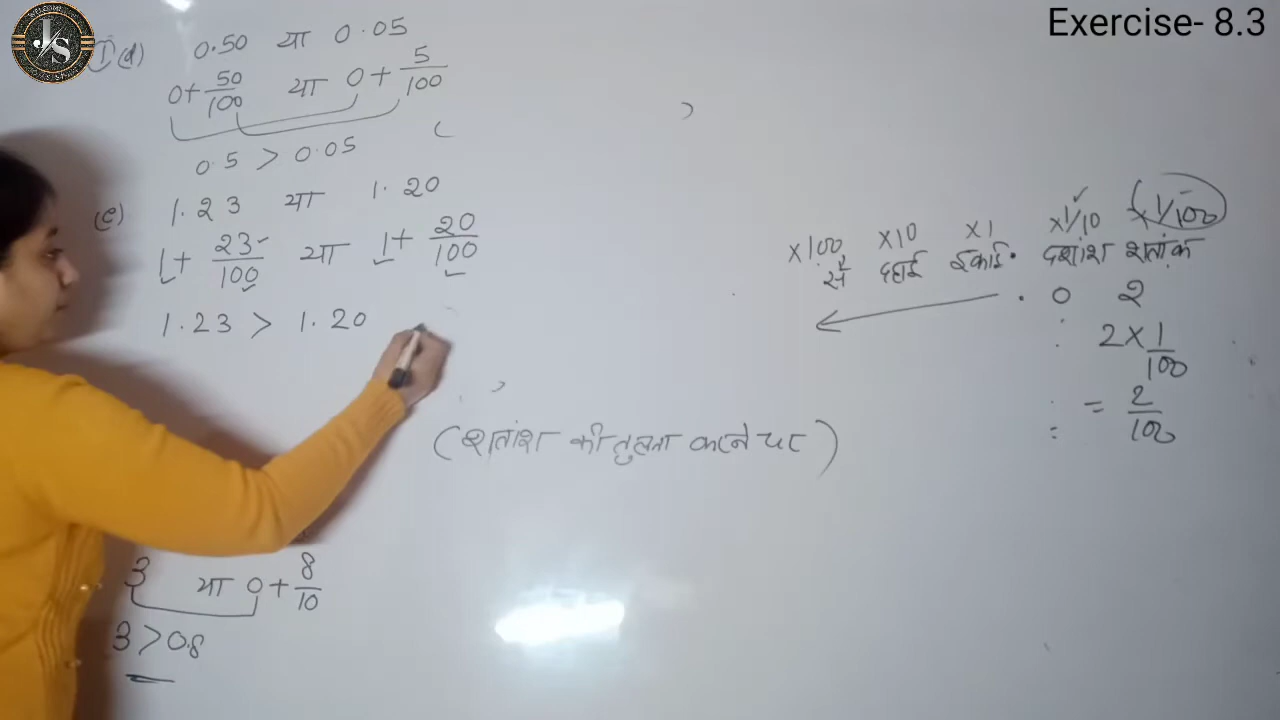 Exercise- 8.3
WELCOME
J/S
(d) 0.50 या 0.05
0+ 50/100 या 0+ 5/100
0.5 > 0.05
(e) 1.23 या 1.20
1+ 23/100 या 1+ 20/100
1.23 > 1.20
(शतांश की तुलना करने पर)
3 या 0+ 8/10
3 > 0.8
×100 ×10 ×1 ×1/10 ×1/100
सै दहाई इकाई. दशांश शतांक
. 0 2
2×1/100
= 2/100